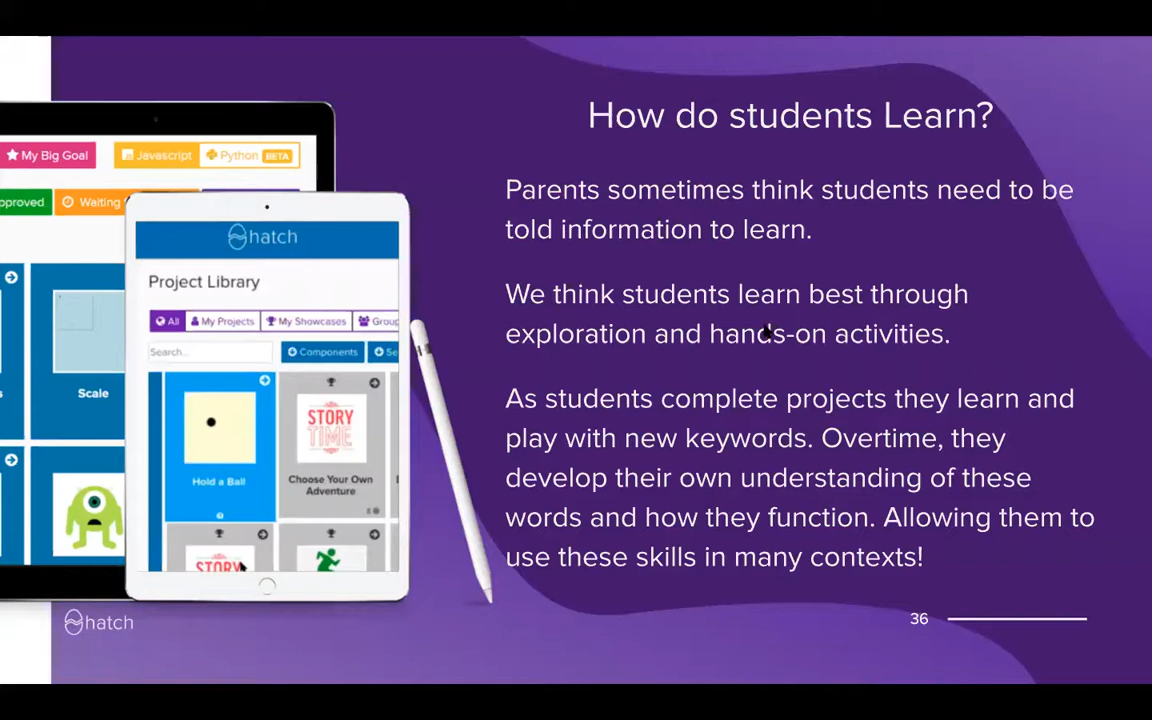 How do students Learn?
Parents sometimes think students need to be
told information to learn.
We think students learn best through
exploration and hands-on activities.
As students complete projects they learn and
play with new keywords. Overtime, they
develop their own understanding of these
words and how they function. Allowing them to
use these skills in many contexts!
My Big Goal
Javascript
Python BETA
Waiting
Scale
hatch
Project Library
All
My Projects
My Showcases
Search...
Components
Hold a Ball
STORY
TIME
Choose Your Own
Adventure
STORY
hatch
36